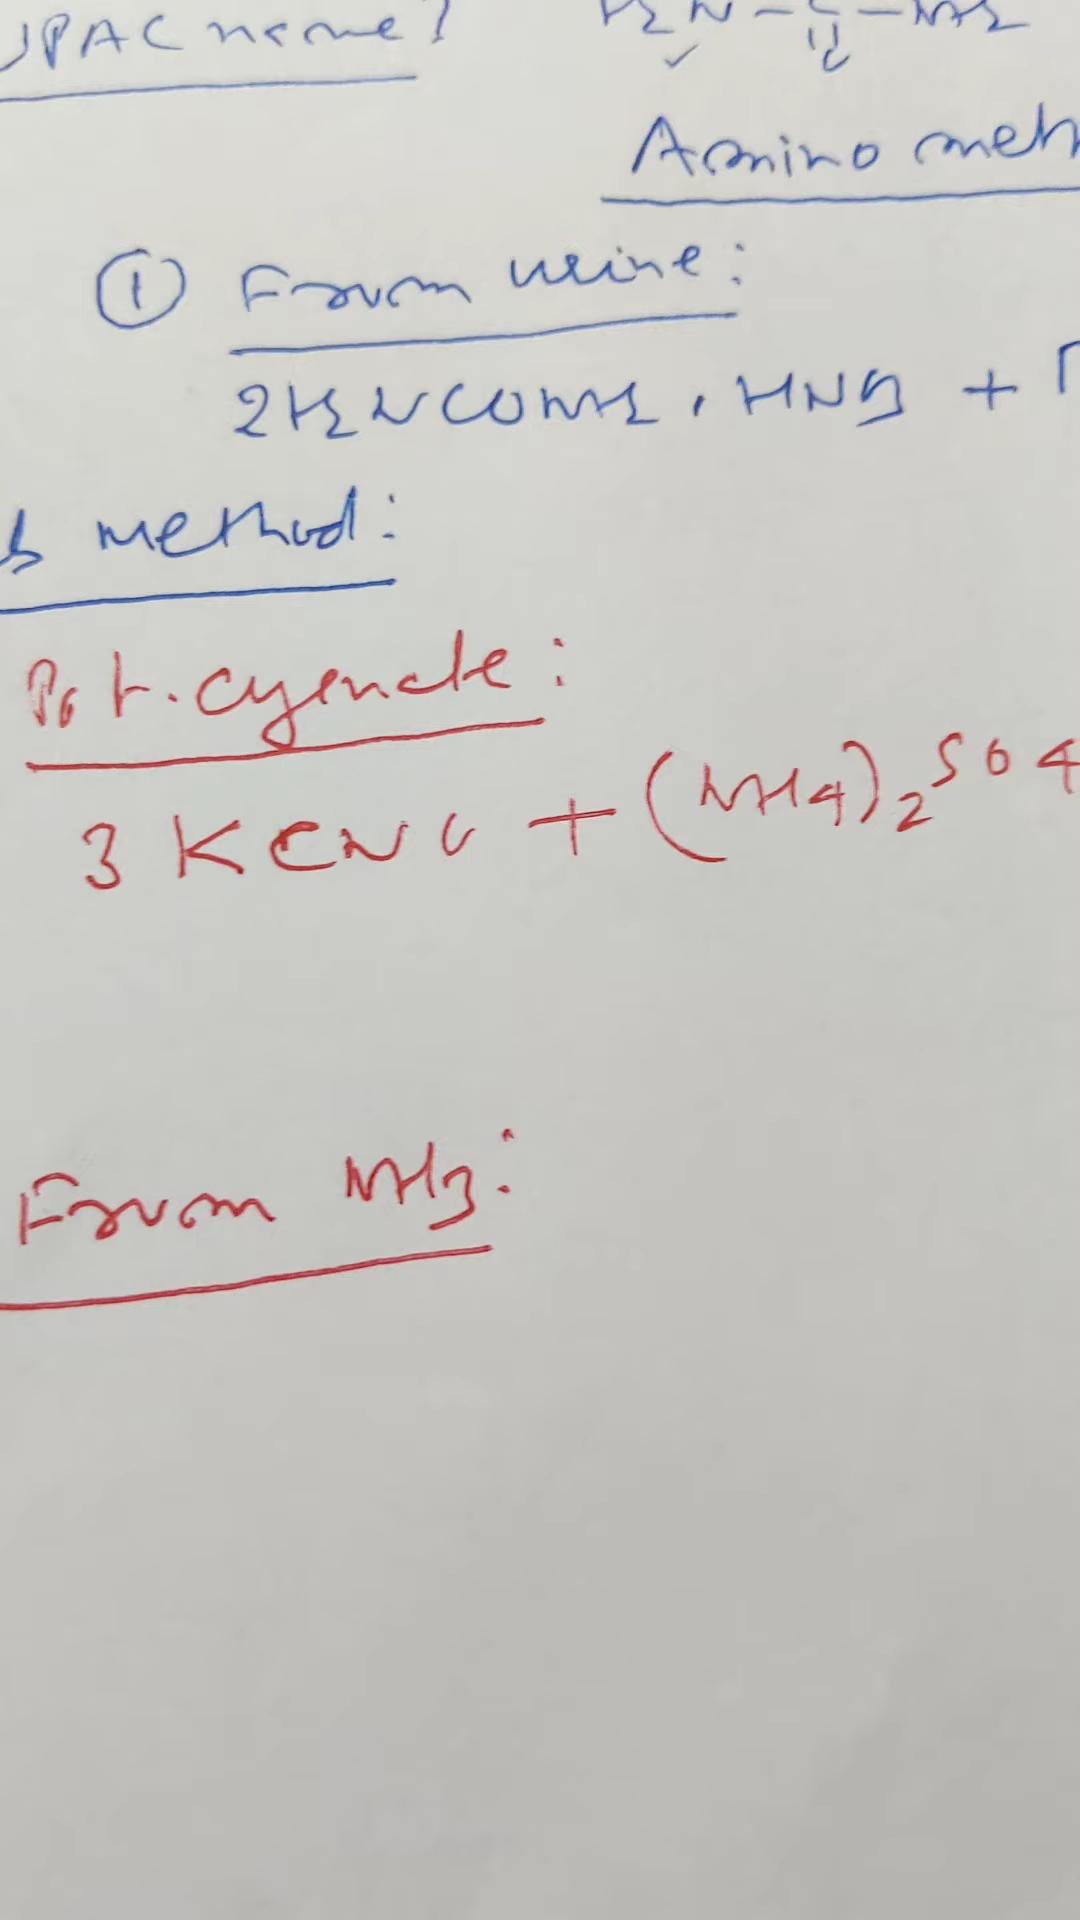 IUPAC name?
H2N-C-NH2
||
O
Amino meth
① From urine:
2H2NCONH2 . HNO3 +
b method:
Pot. cyanate:
3 KCNO + (NH4)2SO4
From NH3: